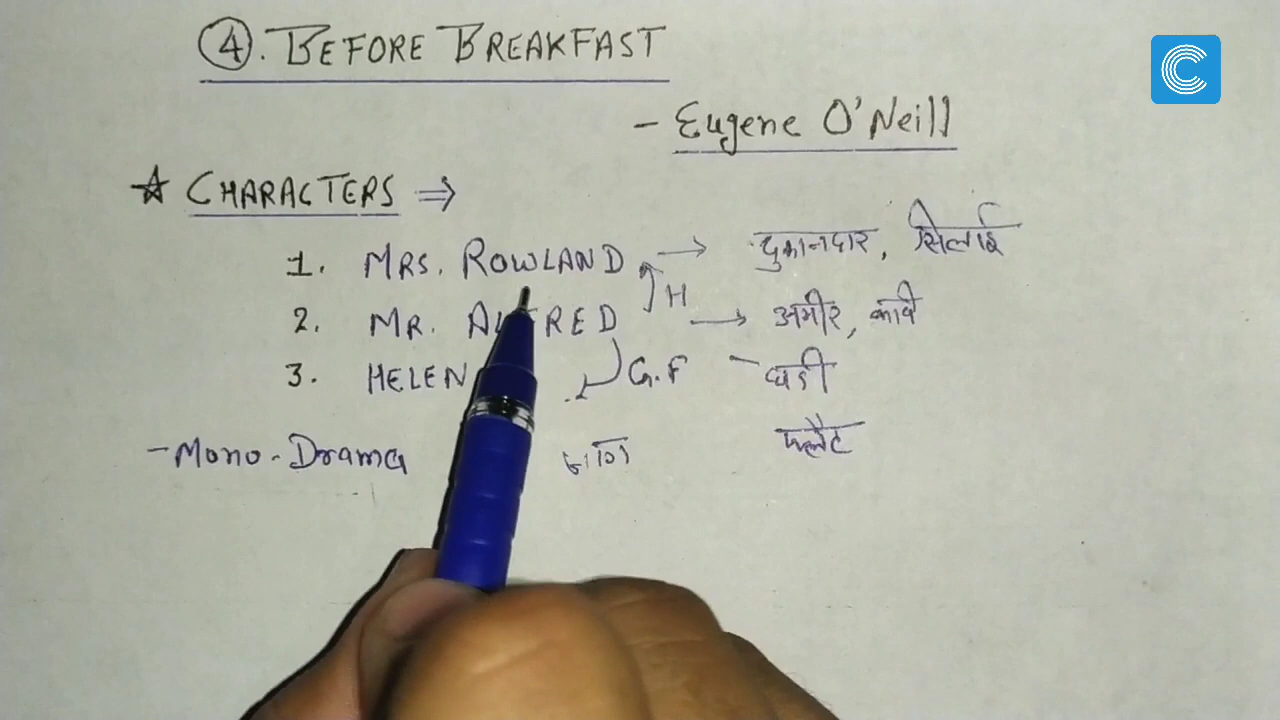 4. BEFORE BREAKFAST
- Eugene O'Neill
☆ CHARACTERS ⇒
1. MRS. ROWLAND → दुकानदार, सिलाई
H
2. MR. ALFRED → अमीर, कवि
3. HELEN G.F - घडी
- Mono-Drama फ्लैट